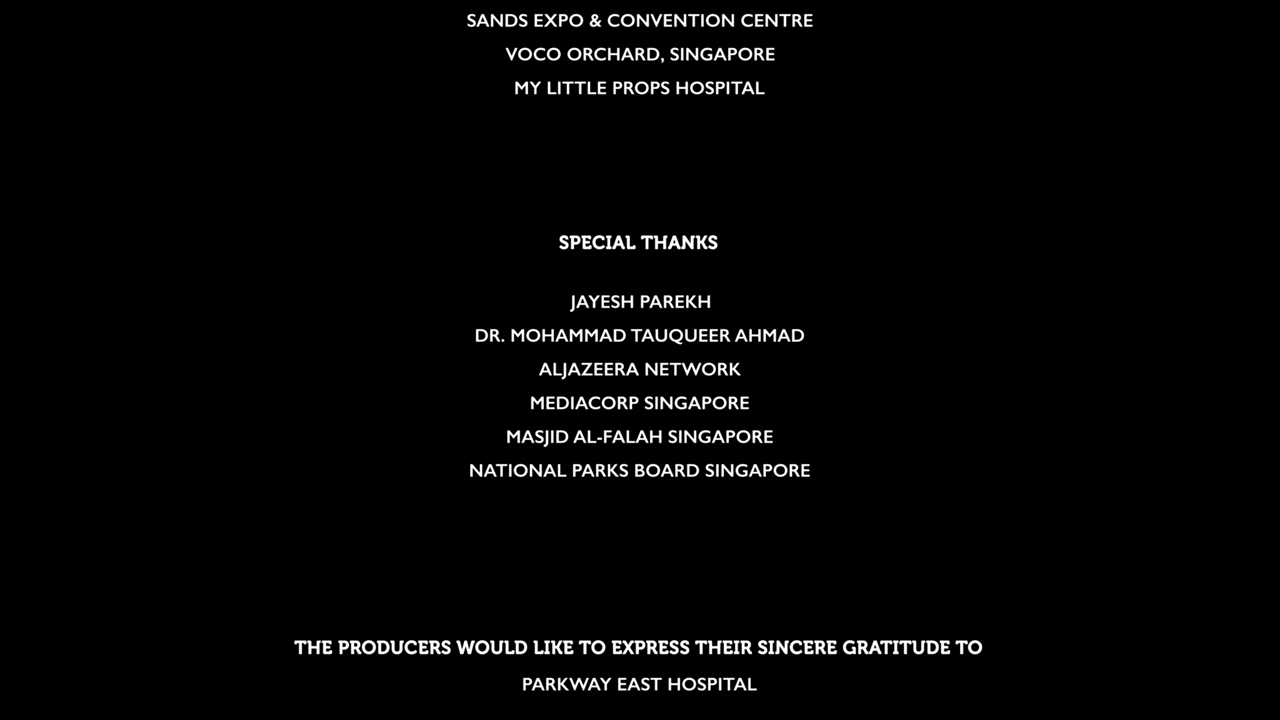 SANDS EXPO & CONVENTION CENTRE
VOCO ORCHARD, SINGAPORE
MY LITTLE PROPS HOSPITAL
SPECIAL THANKS
JAYESH PAREKH
DR. MOHAMMAD TAUQUEER AHMAD
ALJAZEERA NETWORK
MEDIACORP SINGAPORE
MASJID AL-FALAH SINGAPORE
NATIONAL PARKS BOARD SINGAPORE
THE PRODUCERS WOULD LIKE TO EXPRESS THEIR SINCERE GRATITUDE TO
PARKWAY EAST HOSPITAL